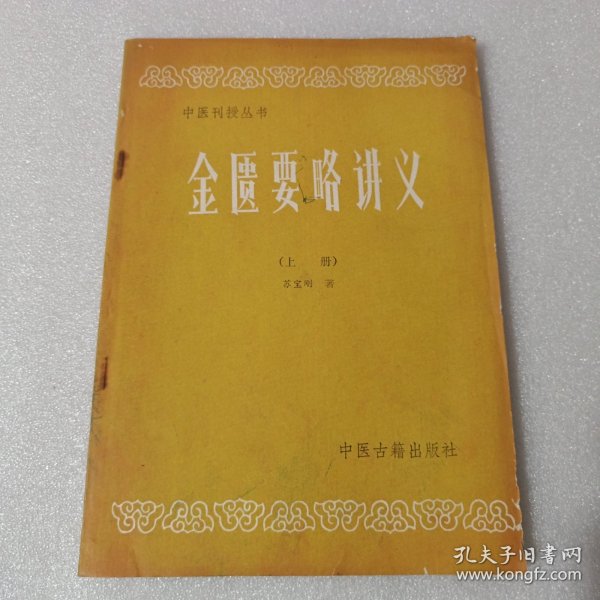 中医刊授丛书
金匮要略讲义
（上 册）
苏宝刚 著
中医古籍出版社
孔夫子旧书网
www.kongfz.com